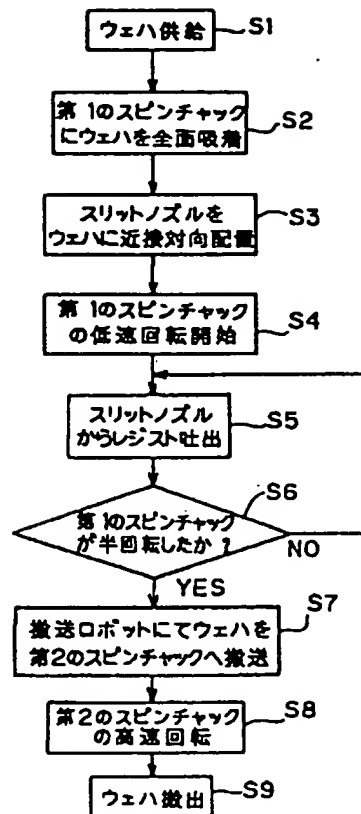 ウェハ供給
S1
第1のスピンチャック
にウェハを全面吸着
S2
スリットノズルを
ウェハに近接対向配置
S3
第1のスピンチャック
の低速回転開始
S4
スリットノズル
からレジスト吐出
S5
第1のスピンチャック
が半回転したか?
S6
NO
YES
搬送ロボットにてウェハを
第2のスピンチャックへ搬送
S7
第2のスピンチャック
の高速回転
S8
ウェハ搬出
S9